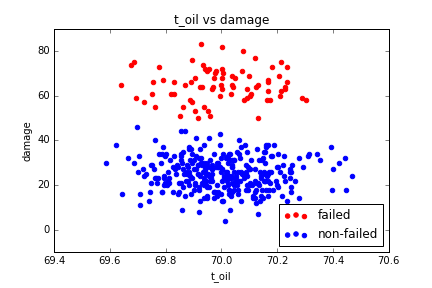 t_oil vs damage
80
60
40
20
0
damage
69.4 69.6 69.8 70.0 70.2 70.4 70.6
t_oil
failed
non-failed